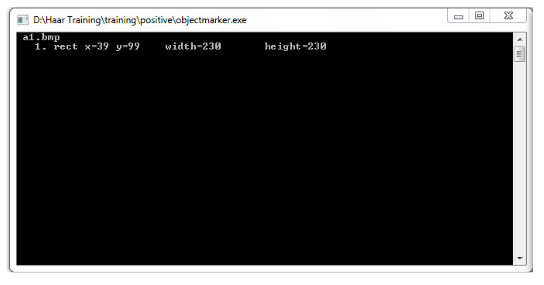 D:\Haar Training\training\positive\objectmarker.exe
a1.bmp
1. rect x=39 y=99 width=230 height=230